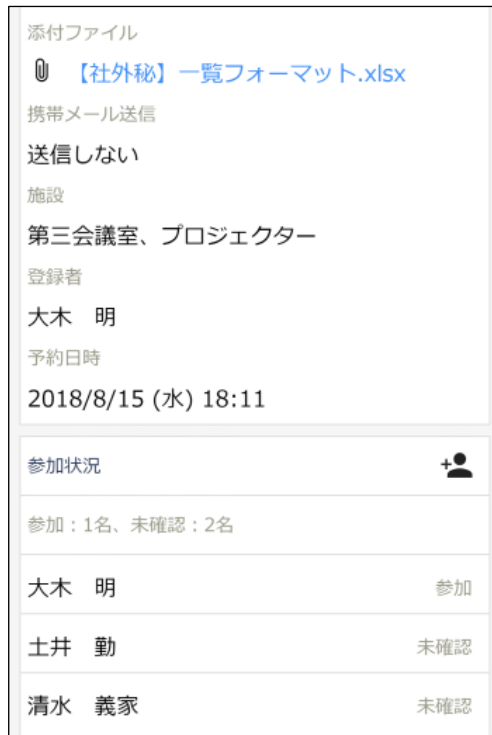 添付ファイル
【社外秘】一覧フォーマット.xlsx
携帯メール送信
送信しない
施設
第三会議室、プロジェクター
登録者
大木　明
予約日時
2018/8/15 (水) 18:11
参加状況
参加：1名、未確認：2名
大木　明　参加
土井　勤　未確認
清水　義家　未確認